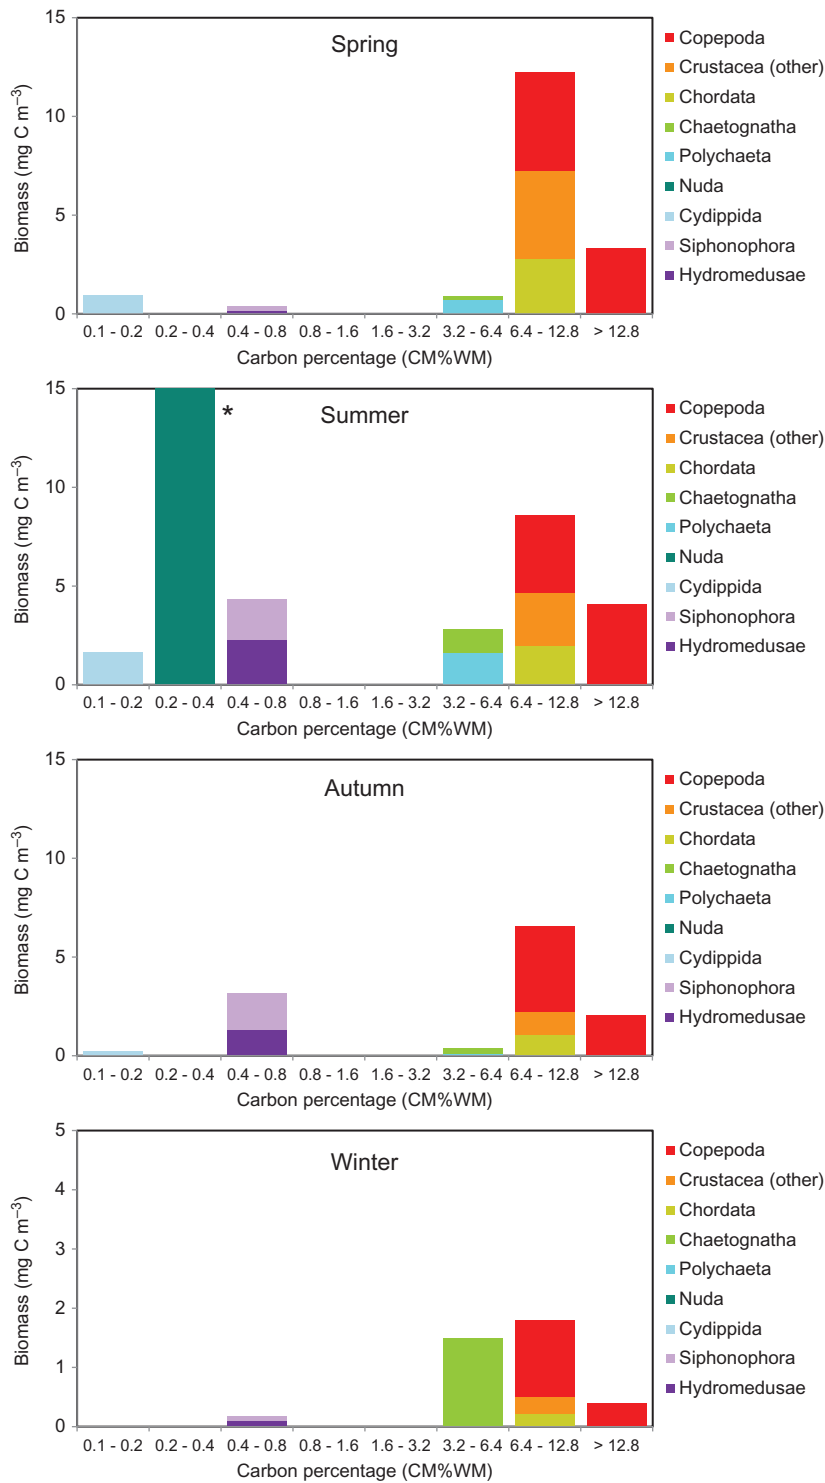 Spring
Biomass (mg C m⁻³)
15
10
5
0
0.1 - 0.2 0.2 - 0.4 0.4 - 0.8 0.8 - 1.6 1.6 - 3.2 3.2 - 6.4 6.4 - 12.8 > 12.8
Carbon percentage (CM%WM)
Copepoda
Crustacea (other)
Chordata
Chaetognatha
Polychaeta
Nuda
Cydippida
Siphonophora
Hydromedusae
Summer
*
Biomass (mg C m⁻³)
15
10
5
0
0.1 - 0.2 0.2 - 0.4 0.4 - 0.8 0.8 - 1.6 1.6 - 3.2 3.2 - 6.4 6.4 - 12.8 > 12.8
Carbon percentage (CM%WM)
Copepoda
Crustacea (other)
Chordata
Chaetognatha
Polychaeta
Nuda
Cydippida
Siphonophora
Hydromedusae
Autumn
Biomass (mg C m⁻³)
15
10
5
0
0.1 - 0.2 0.2 - 0.4 0.4 - 0.8 0.8 - 1.6 1.6 - 3.2 3.2 - 6.4 6.4 - 12.8 > 12.8
Carbon percentage (CM%WM)
Copepoda
Crustacea (other)
Chordata
Chaetognatha
Polychaeta
Nuda
Cydippida
Siphonophora
Hydromedusae
Winter
Biomass (mg C m⁻³)
5
4
3
2
1
0
0.1 - 0.2 0.2 - 0.4 0.4 - 0.8 0.8 - 1.6 1.6 - 3.2 3.2 - 6.4 6.4 - 12.8 > 12.8
Carbon percentage (CM%WM)
Copepoda
Crustacea (other)
Chordata
Chaetognatha
Polychaeta
Nuda
Cydippida
Siphonophora
Hydromedusae